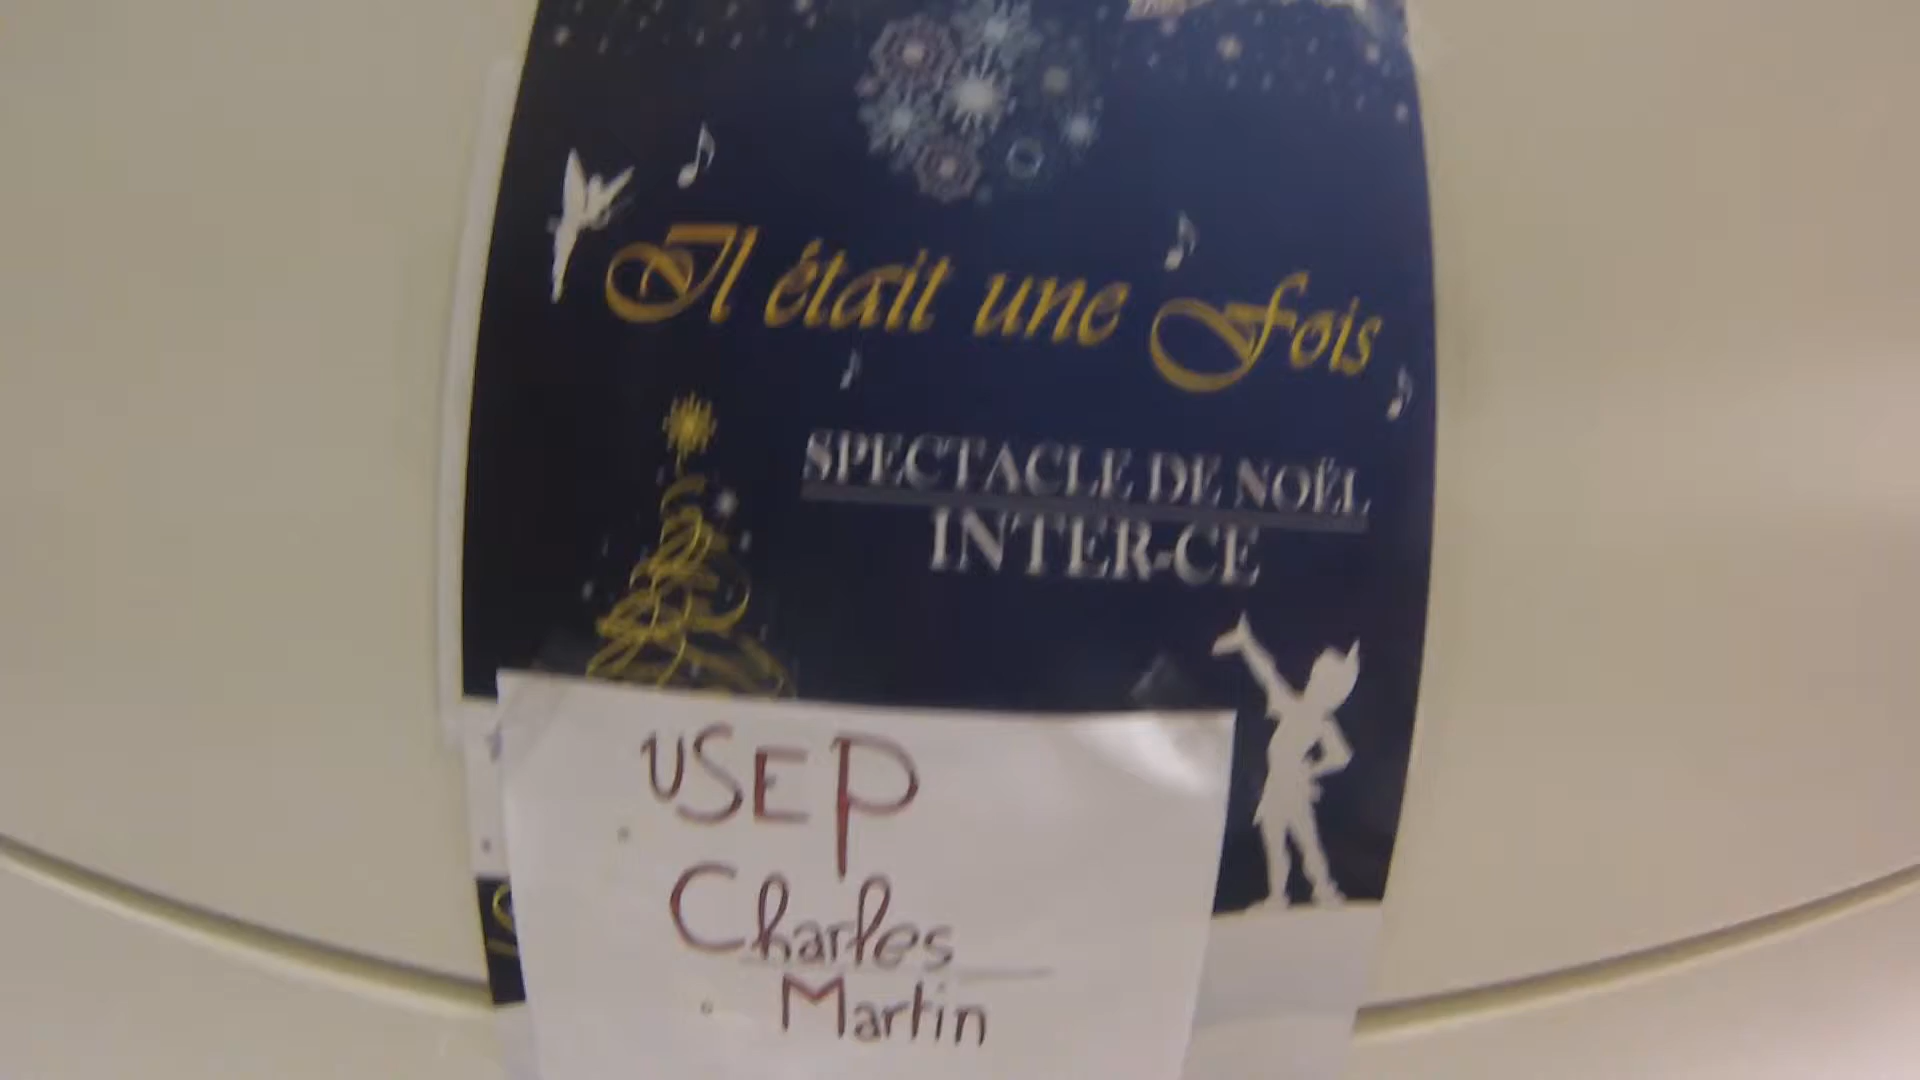 Il était une Fois
SPECTACLE DE NOËL
INTER-CE
USEP
Charles
Martin